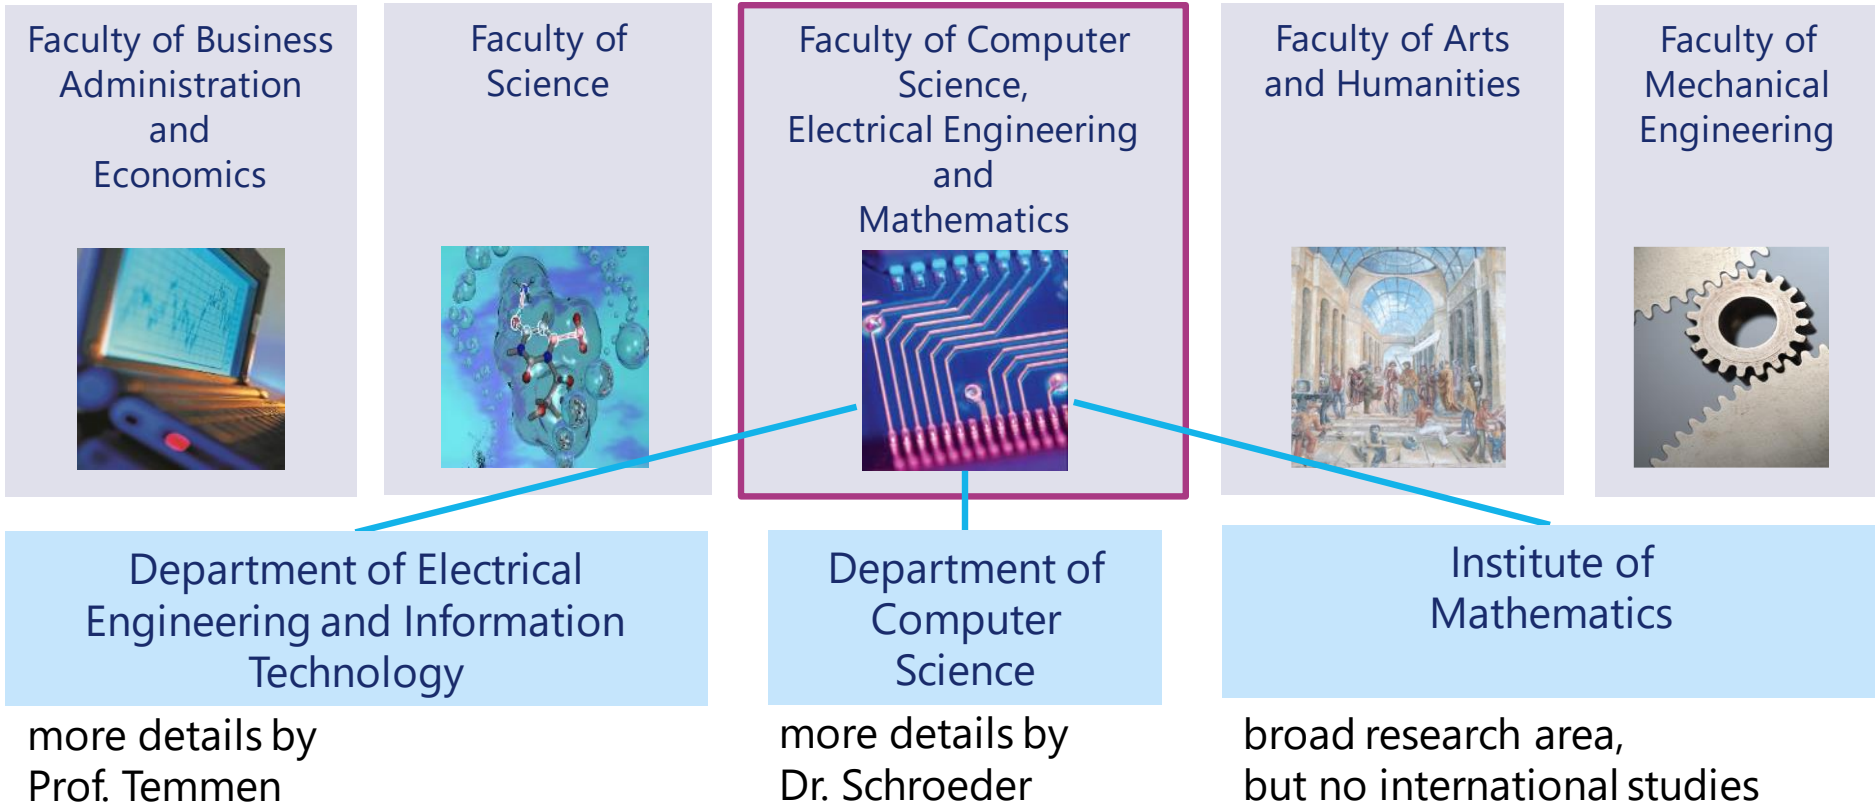 Faculty of Business
Administration
and
Economics
Faculty of
Science
Faculty of Computer
Science,
Electrical Engineering
and
Mathematics
Faculty of Arts
and Humanities
Faculty of
Mechanical
Engineering
Department of Electrical
Engineering and Information
Technology
more details by
Prof. Temmen
Department of
Computer
Science
more details by
Dr. Schroeder
Institute of
Mathematics
broad research area,
but no international studies